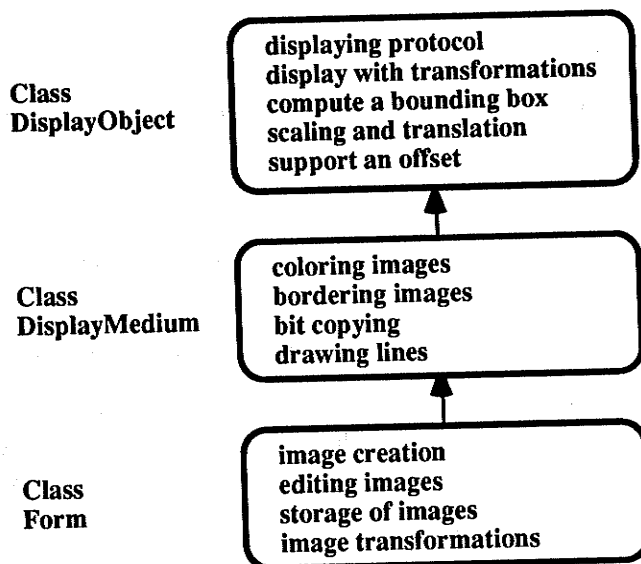 Class
DisplayObject
displaying protocol
display with transformations
compute a bounding box
scaling and translation
support an offset
Class
DisplayMedium
coloring images
bordering images
bit copying
drawing lines
Class
Form
image creation
editing images
storage of images
image transformations